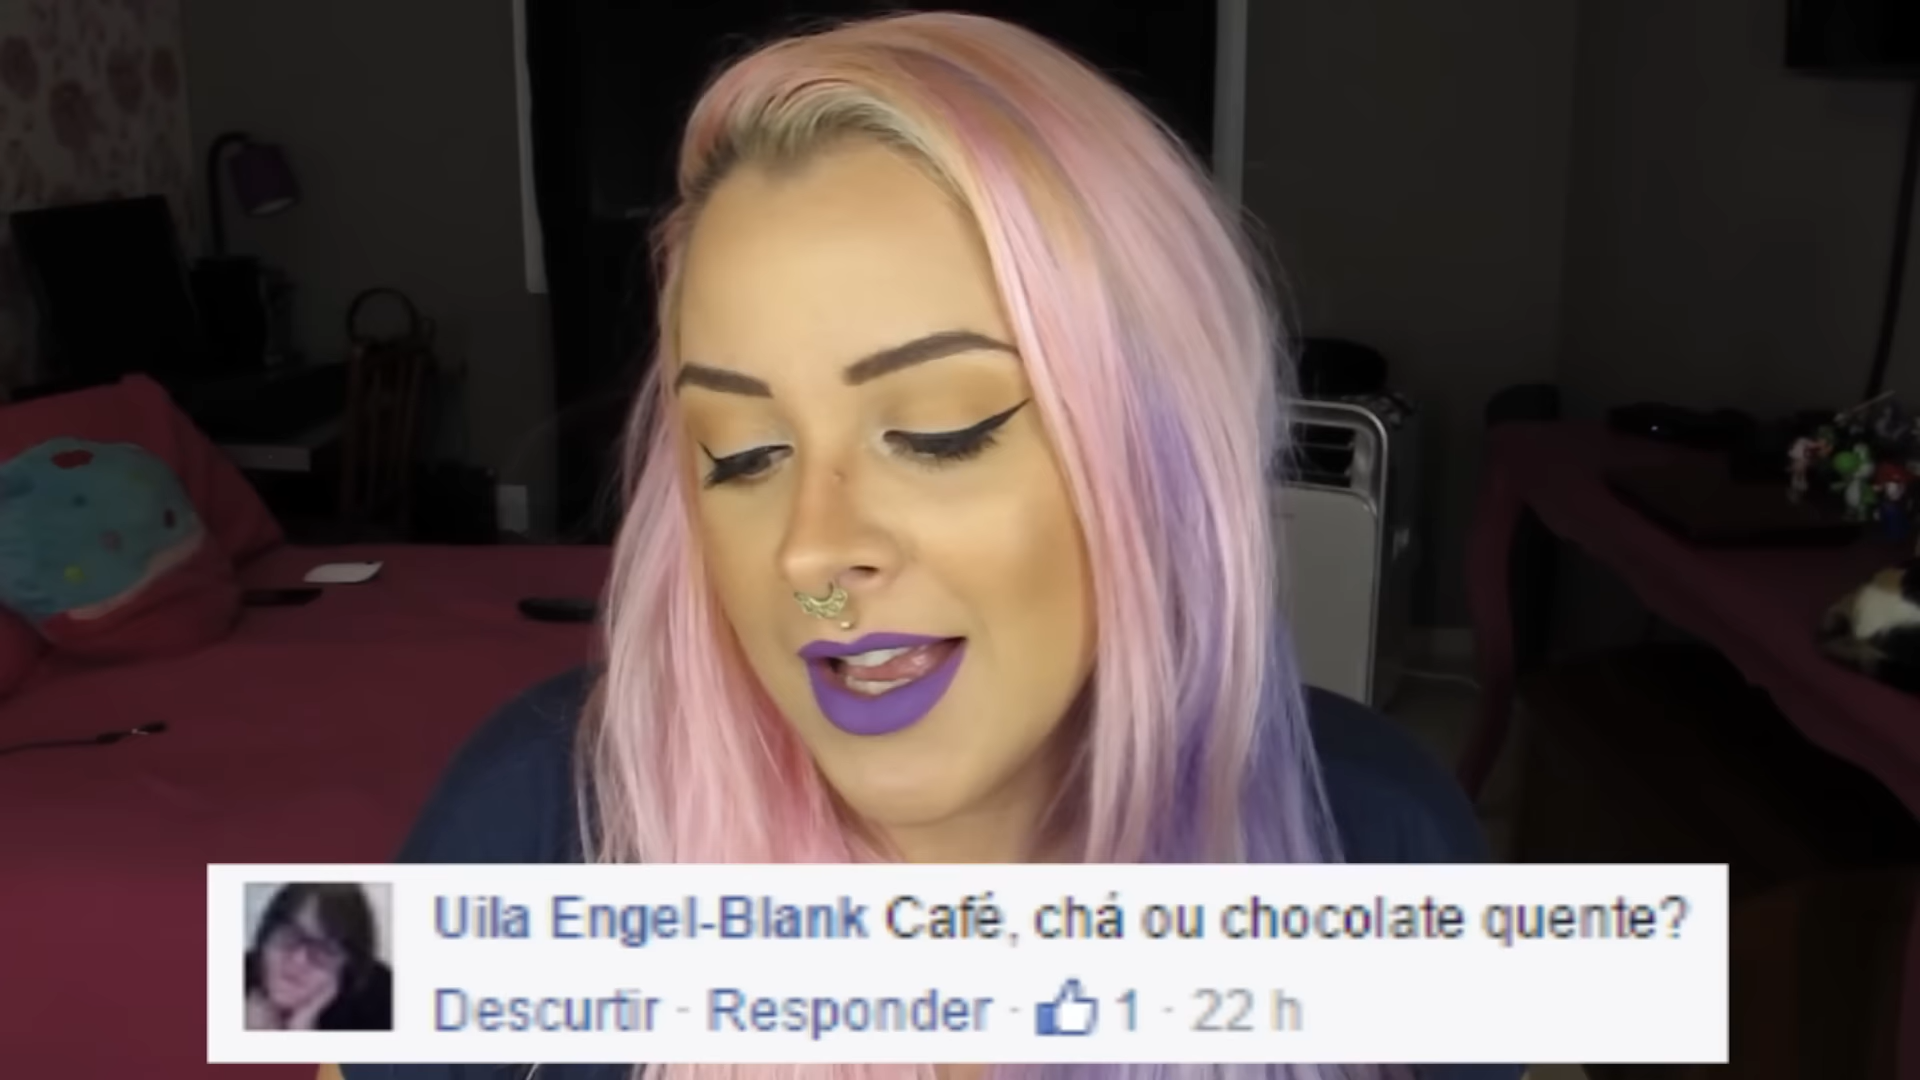 Uila Engel-Blank Café, chá ou chocolate quente?
Descurtir · Responder · 1 · 22 h